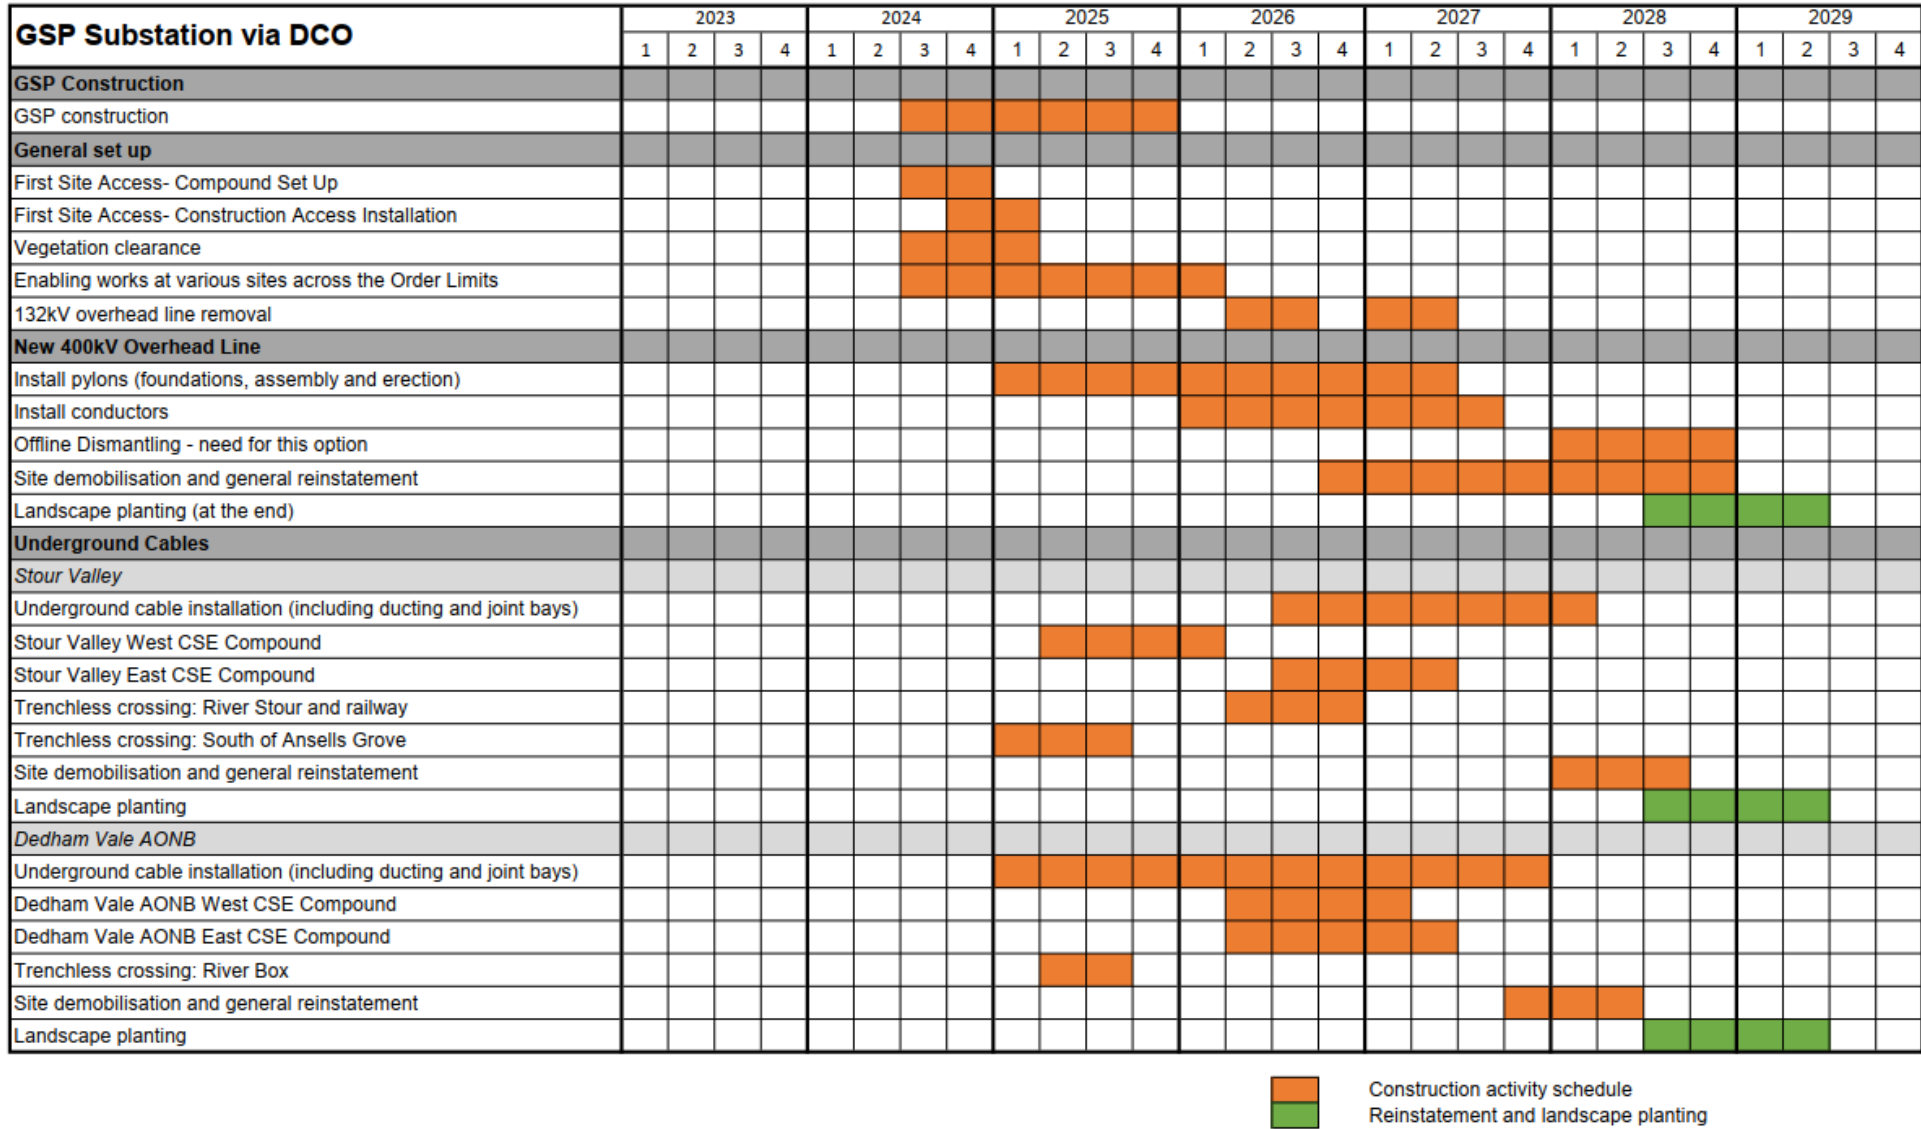 GSP Substation via DCO
2023 2024 2025 2026 2027 2028 2029
1 2 3 4 1 2 3 4 1 2 3 4 1 2 3 4 1 2 3 4 1 2 3 4 1 2 3 4
GSP Construction
GSP construction
General set up
First Site Access- Compound Set Up
First Site Access- Construction Access Installation
Vegetation clearance
Enabling works at various sites across the Order Limits
132kV overhead line removal
New 400kV Overhead Line
Install pylons (foundations, assembly and erection)
Install conductors
Offline Dismantling - need for this option
Site demobilisation and general reinstatement
Landscape planting (at the end)
Underground Cables
Stour Valley
Underground cable installation (including ducting and joint bays)
Stour Valley West CSE Compound
Stour Valley East CSE Compound
Trenchless crossing: River Stour and railway
Trenchless crossing: South of Ansells Grove
Site demobilisation and general reinstatement
Landscape planting
Dedham Vale AONB
Underground cable installation (including ducting and joint bays)
Dedham Vale AONB West CSE Compound
Dedham Vale AONB East CSE Compound
Trenchless crossing: River Box
Site demobilisation and general reinstatement
Landscape planting
Construction activity schedule
Reinstatement and landscape planting